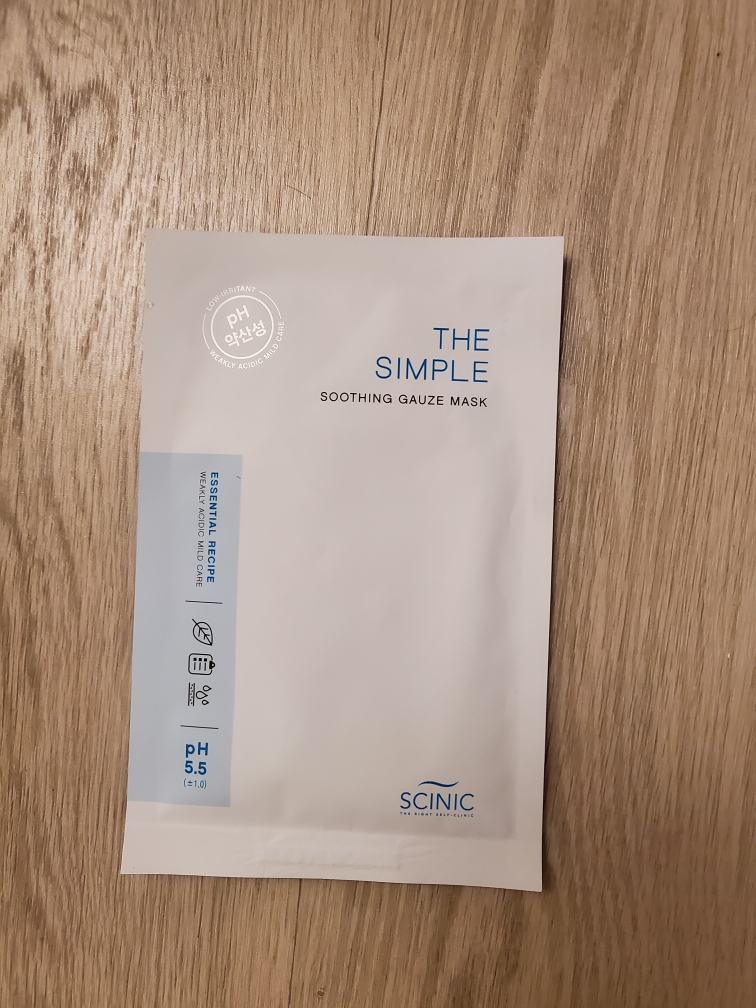 LOW-IRRITANT
pH
약산성
WEAKLY ACIDIC MILD CARE
THE
SIMPLE
SOOTHING GAUZE MASK
ESSENTIAL RECIPE
WEAKLY ACIDIC MILD CARE
pH
5.5
(±1.0)
SCINIC
THE RIGHT SELF-CLINIC